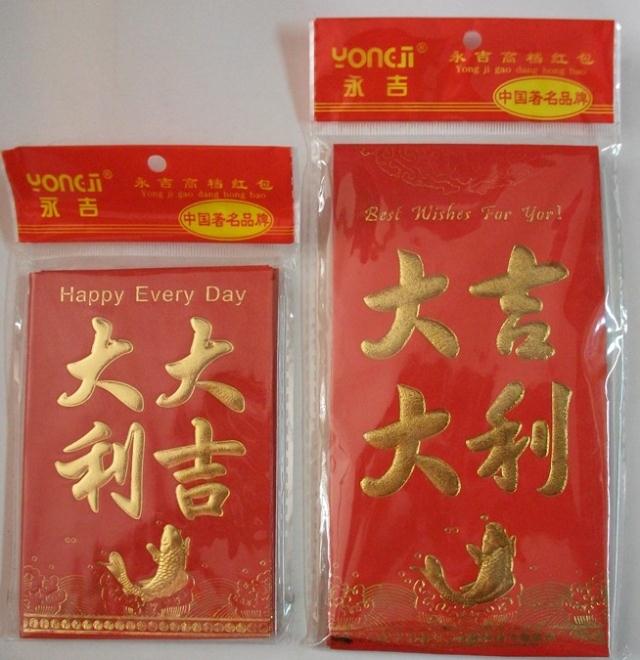 YONGJI®
永吉
永吉高档红包
Yong ji gao dang hong bao
中国著名品牌
Happy Every Day
大大
利吉
YONGJI®
永吉
永吉高档红包
Yong ji gao dang hong bao
中国著名品牌
Best Wishes For Yor!
大吉
大利